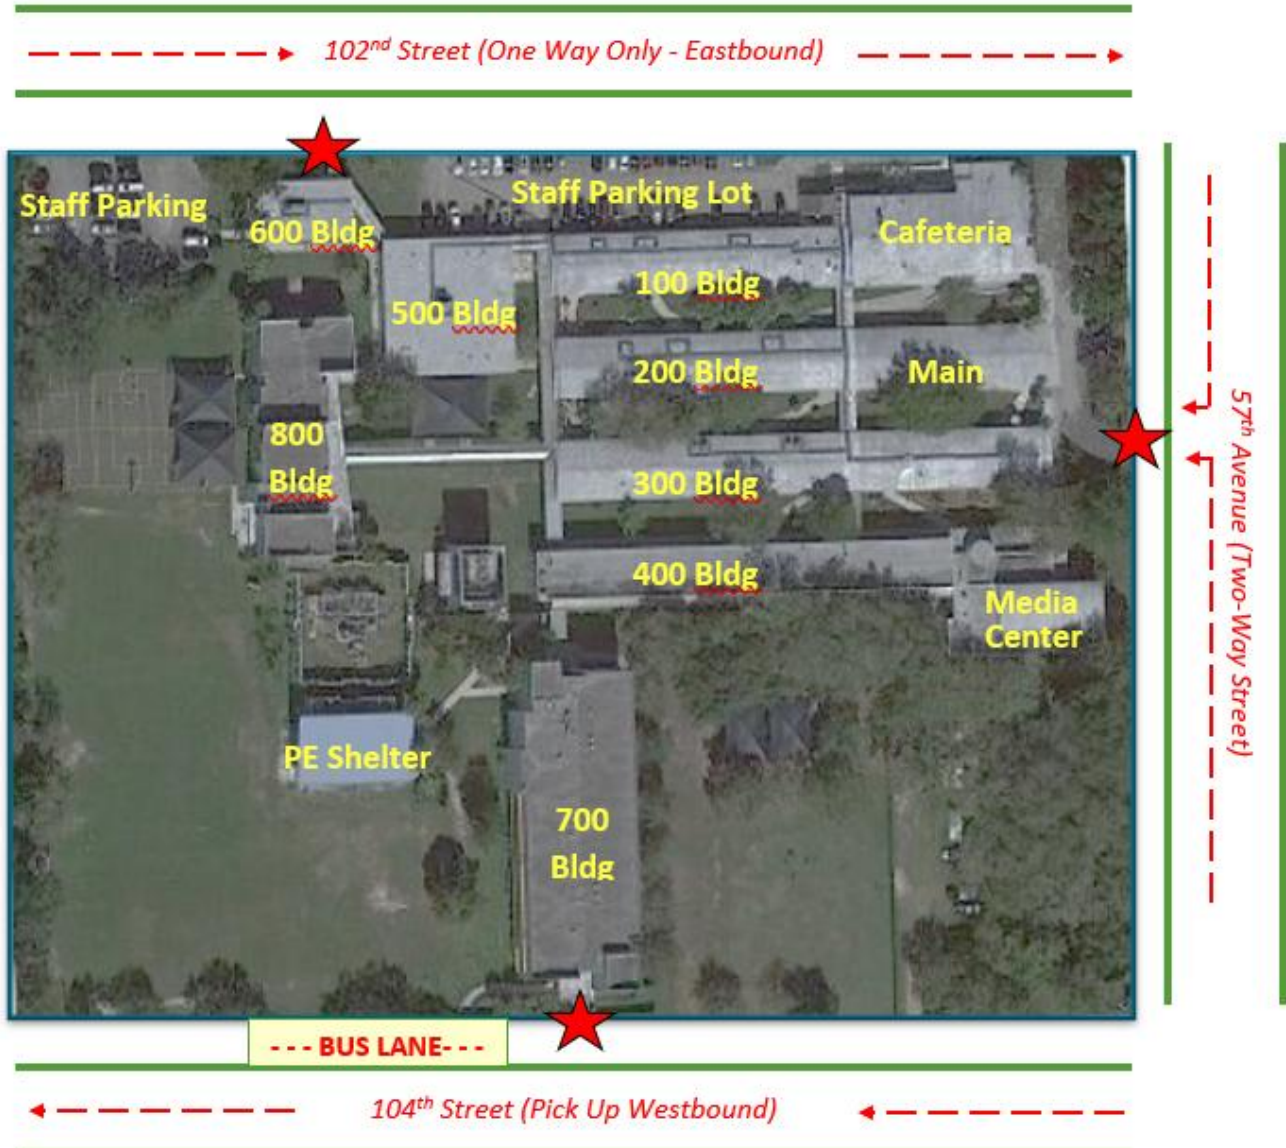 102nd Street (One Way Only - Eastbound)
Staff Parking
Staff Parking Lot
600 Bldg
Cafeteria
100 Bldg
500 Bldg
200 Bldg
Main
800
Bldg
300 Bldg
57th Avenue (Two-Way Street)
400 Bldg
Media
Center
PE Shelter
700
Bldg
- - - BUS LANE- - -
104th Street (Pick Up Westbound)